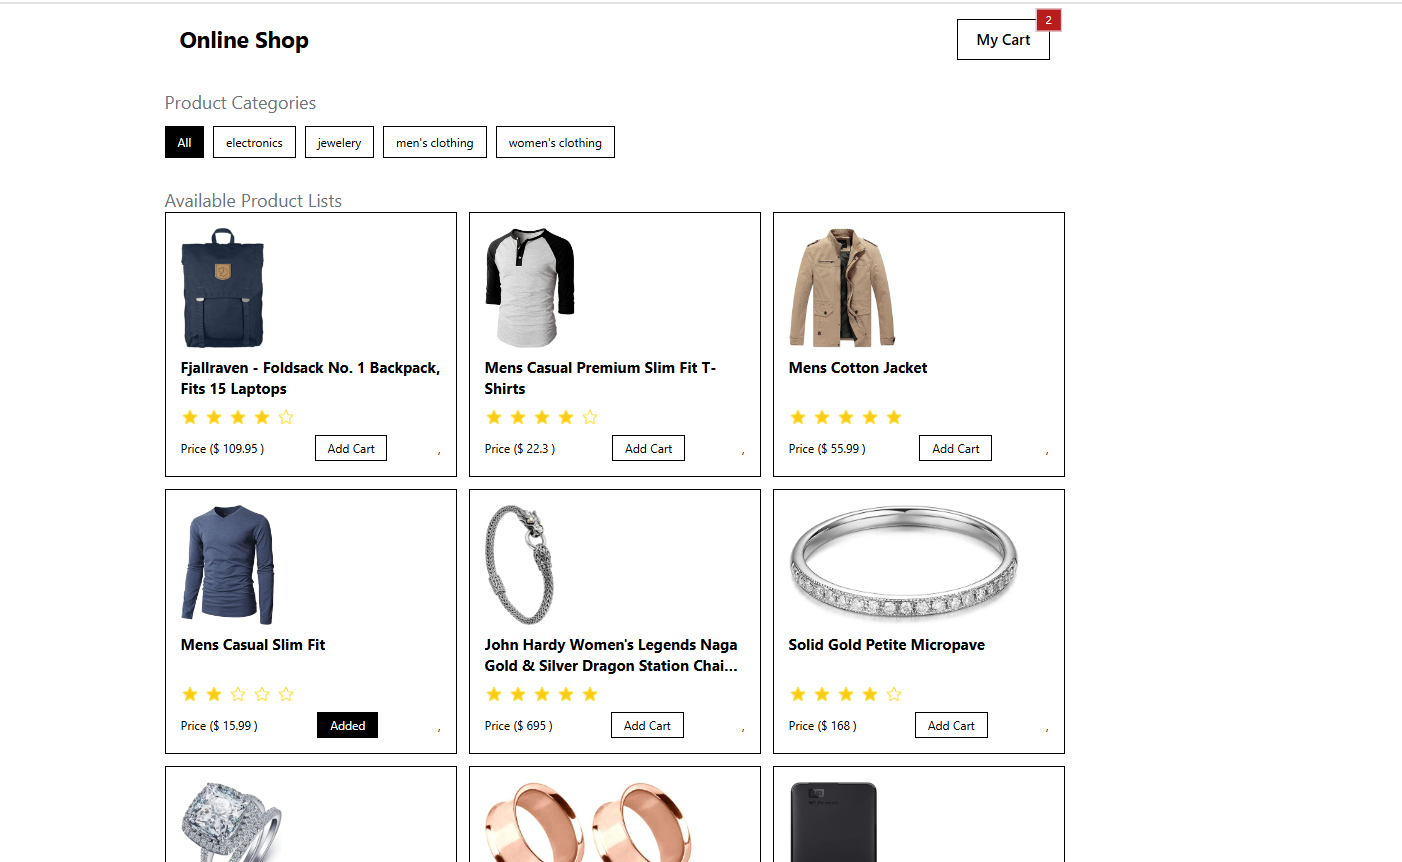 Online Shop
2
My Cart
Product Categories
All electronics jewelery men's clothing women's clothing
Available Product Lists
Fjallraven - Foldsack No. 1 Backpack,
Fits 15 Laptops
Price ($ 109.95 ) Add Cart ,
Mens Casual Premium Slim Fit T-
Shirts
Price ($ 22.3 ) Add Cart ,
Mens Cotton Jacket
Price ($ 55.99 ) Add Cart ,
Mens Casual Slim Fit
Price ($ 15.99 ) Added ,
John Hardy Women's Legends Naga
Gold & Silver Dragon Station Chai...
Price ($ 695 ) Add Cart ,
Solid Gold Petite Micropave
Price ($ 168 ) Add Cart ,